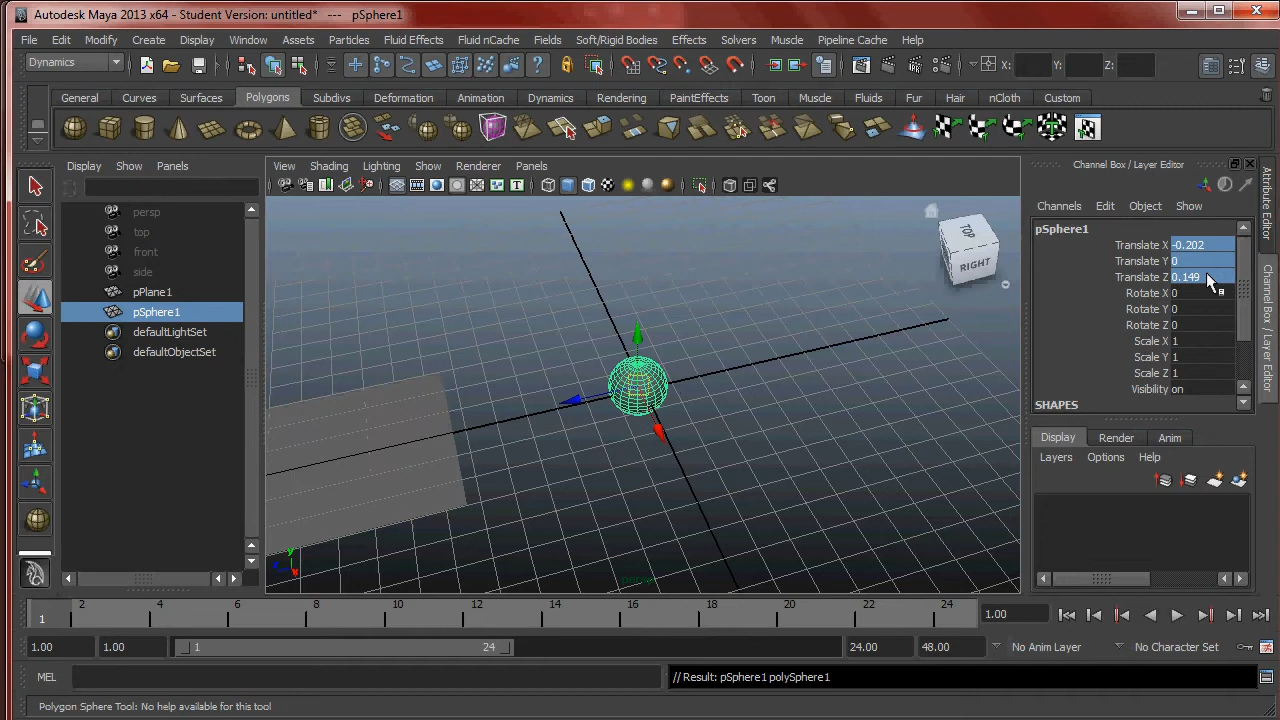 Autodesk Maya 2013 x64 - Student Version: untitled* --- pSphere1
File Edit Modify Create Display Window Assets Particles Fluid Effects Fluid nCache Fields Soft/Rigid Bodies Effects Solvers Muscle Pipeline Cache Help
Dynamics X: Y: Z:
General Curves Surfaces Polygons Subdivs Deformation Animation Dynamics Rendering PaintEffects Toon Muscle Fluids Fur Hair nCloth Custom
Display Show Panels
persp
top
front
side
pPlane1
pSphere1
defaultLightSet
defaultObjectSet
View Shading Lighting Show Renderer Panels
TOP
RIGHT
y
x
persp
Channel Box / Layer Editor
Channels Edit Object Show
pSphere1
Translate X -0.202
Translate Y 0
Translate Z 0.149
Rotate X 0
Rotate Y 0
Rotate Z 0
Scale X 1
Scale Y 1
Scale Z 1
Visibility on
SHAPES
Display Render Anim
Layers Options Help
Attribute Editor
Channel Box / Layer Editor
1 2 4 6 8 10 12 14 16 18 20 22 24 1.00
1.00 1.00 1 24 24.00 48.00 No Anim Layer No Character Set
MEL // Result: pSphere1 polySphere1
Polygon Sphere Tool: No help available for this tool